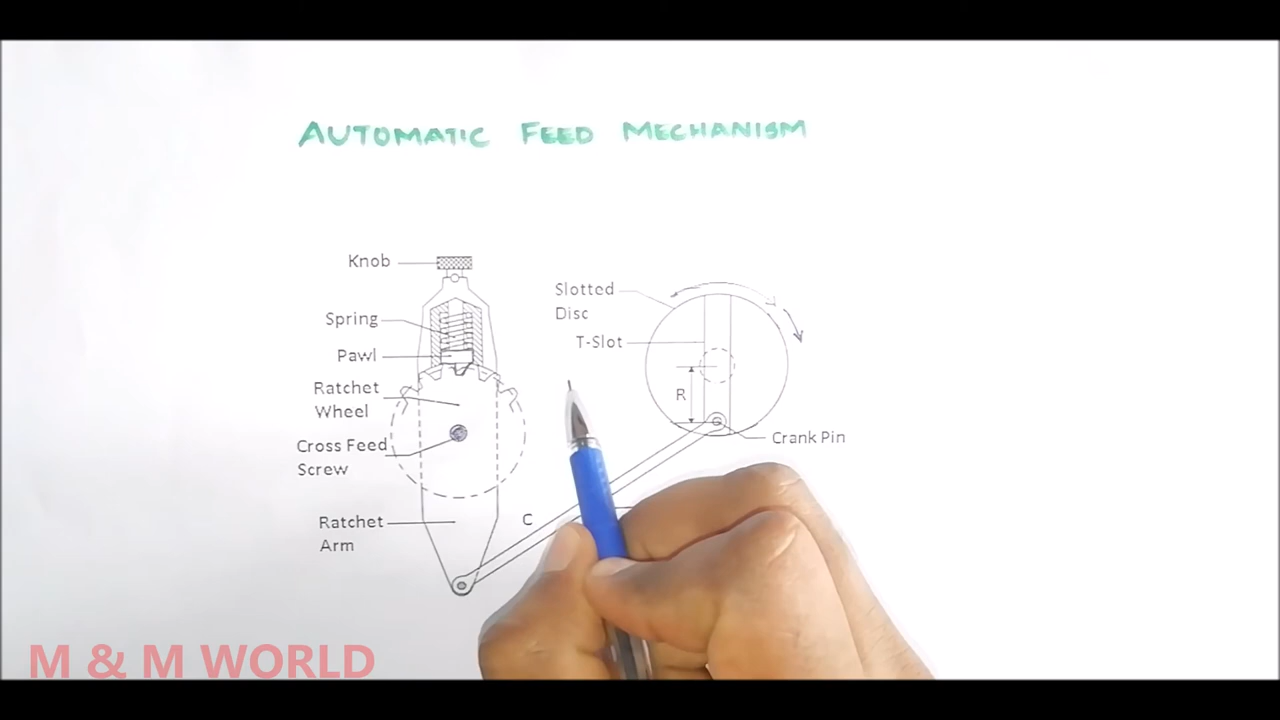 AUTOMATIC FEED MECHANISM
Knob
Spring
Pawl
Ratchet
Wheel
Cross Feed
Screw
Ratchet
Arm
Slotted
Disc
T-Slot
R
Crank Pin
C
M & M WORLD